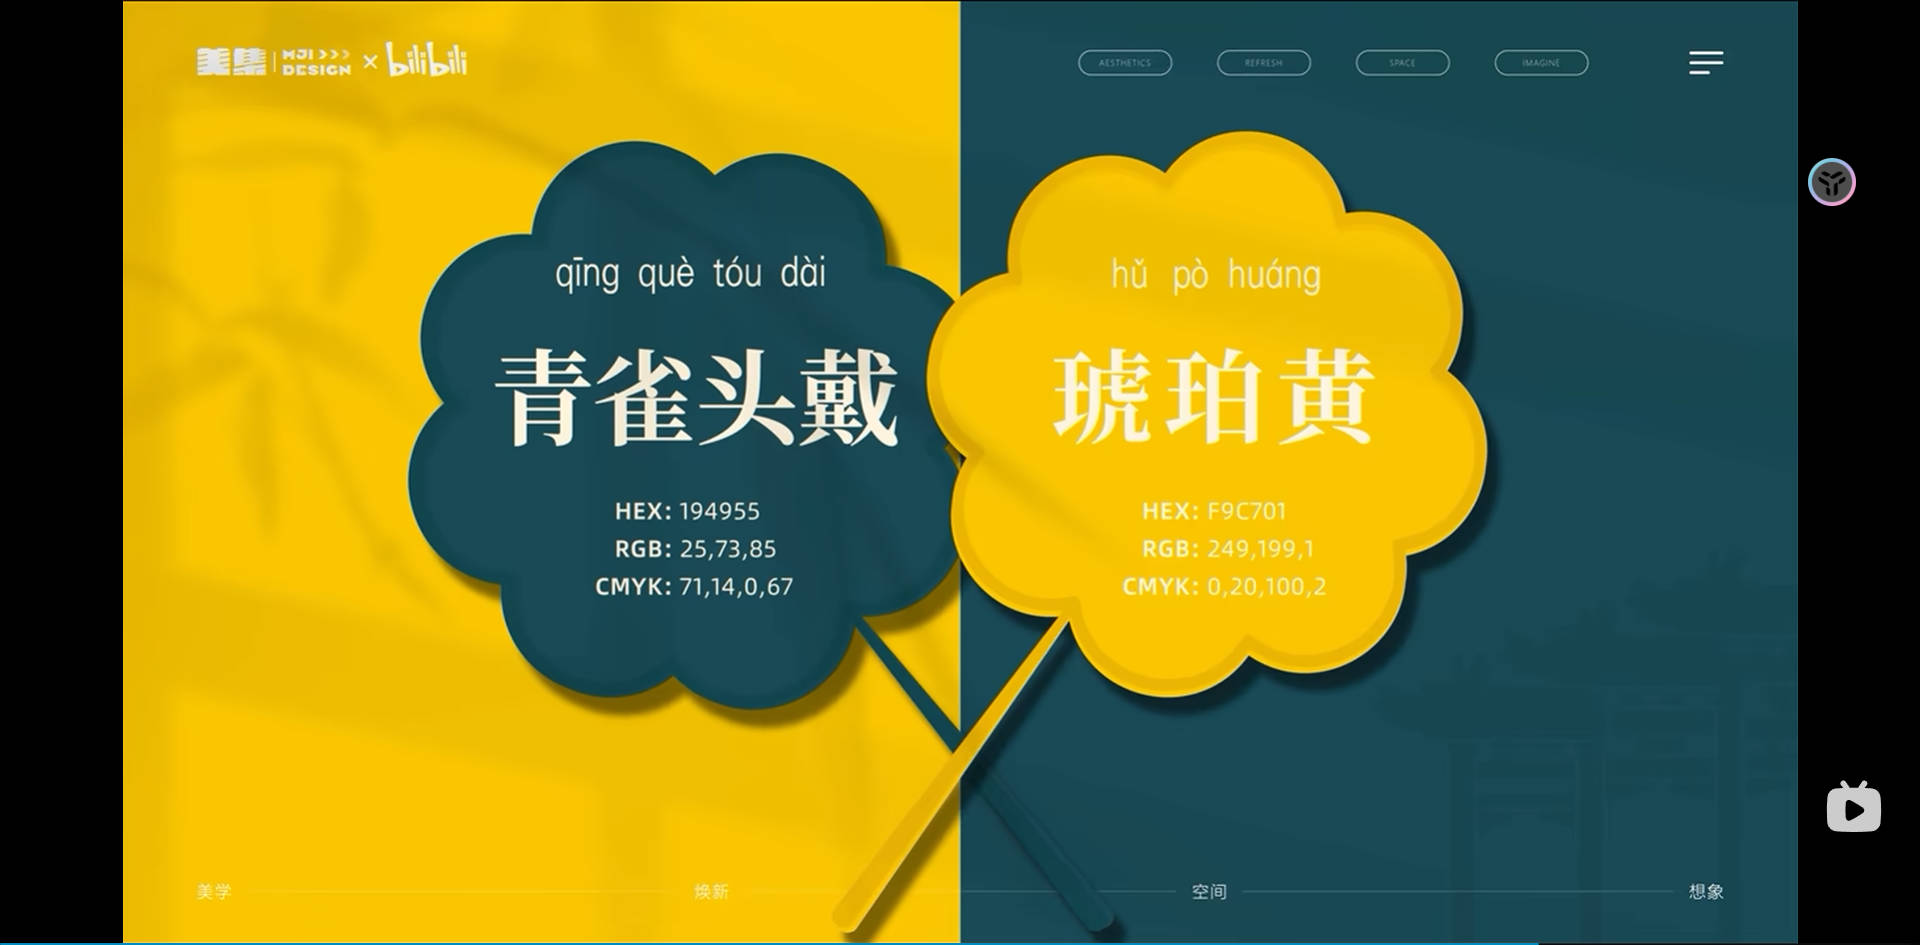 美集 MJI >>> DESIGN × bilibili
AESTHETICS
REFRESH
SPACE
IMAGINE
qīng què tóu dài
青雀头戴
HEX: 194955
RGB: 25,73,85
CMYK: 71,14,0,67
hǔ pò huáng
琥珀黄
HEX: F9C701
RGB: 249,199,1
CMYK: 0,20,100,2
美学
焕新
空间
想象